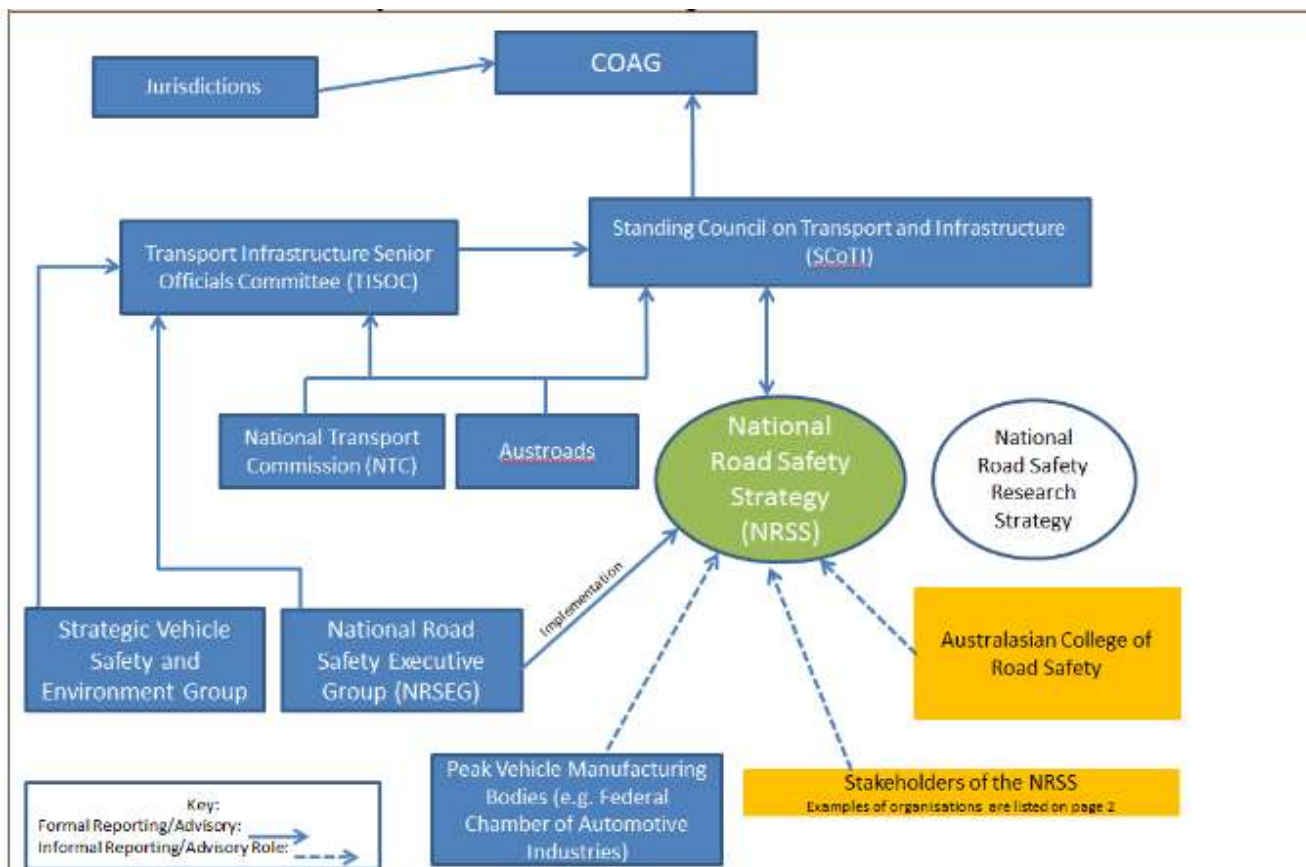 COAG
Jurisdictions
Standing Council on Transport and Infrastructure
(SCoTI)
Transport Infrastructure Senior
Officials Committee (TISOC)
National Transport
Commission (NTC)
Austroads
National
Road Safety
Strategy
(NRSS)
National
Road Safety
Research
Strategy
Implementation
Strategic Vehicle
Safety and
Environment Group
National Road
Safety Executive
Group (NRSEG)
Australasian College of
Road Safety
Peak Vehicle Manufacturing
Bodies (e.g. Federal
Chamber of Automotive
Industries)
Stakeholders of the NRSS
Examples of organisations are listed on page 2
Key:
Formal Reporting/Advisory:
Informal Reporting/Advisory Role: